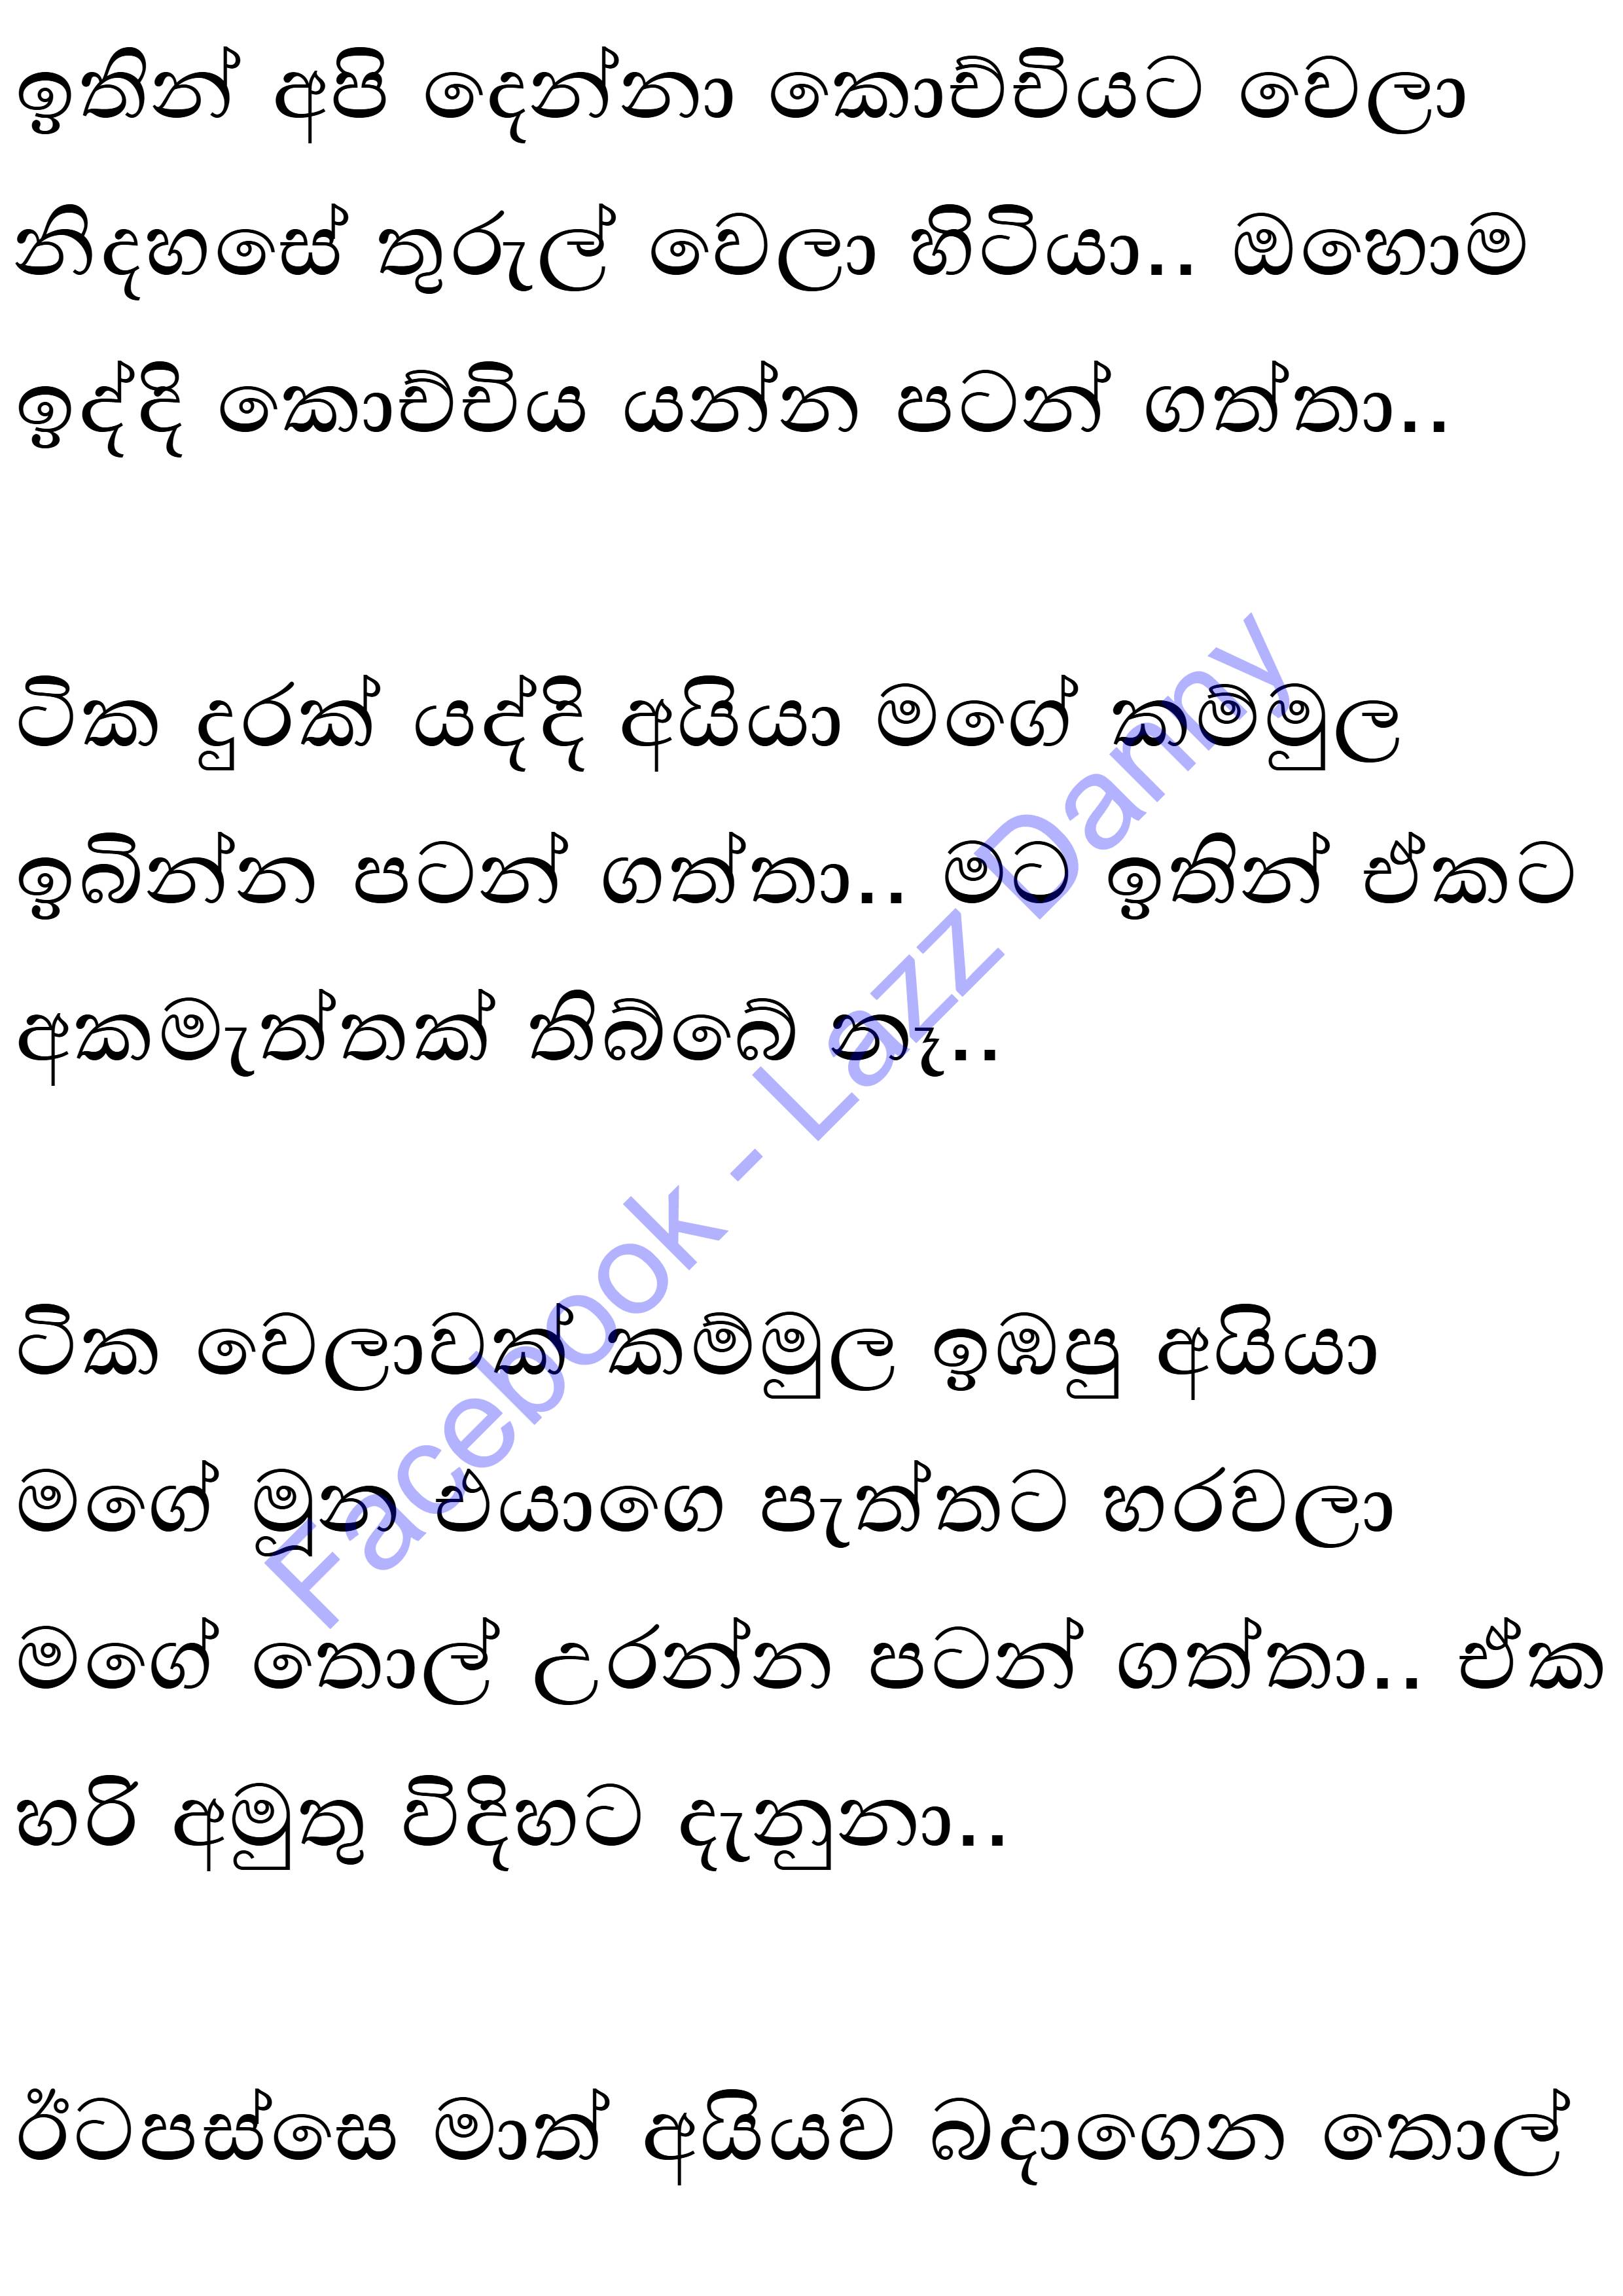 ඉතින් අපි දෙන්නා කොච්චියට වෙලා
නිදහසේ තුරුල් වෙලා හිටියා.. ඔහොම
ඉද්දි කොච්චිය යන්න පටන් ගත්තා..
ටික දුරක් යද්දි අයියා මගේ කම්මුල
ඉඹින්න පටන් ගත්තා.. මට ඉතින් ඒකට
අකමැත්තක් තිබ්බේ නෑ..
ටික වෙලාවක් කම්මුල ඉඹපු අයියා
මගේ මූන එයාගෙ පැත්තට හරවලා
මගේ තොල් උරන්න පටන් ගත්තා.. ඒක
හරි අමුතු විදිහට දැනුනා..
ඊටපස්සෙ මාත් අයියව බදාගෙන තොල්
Facebook - Lazz Danny